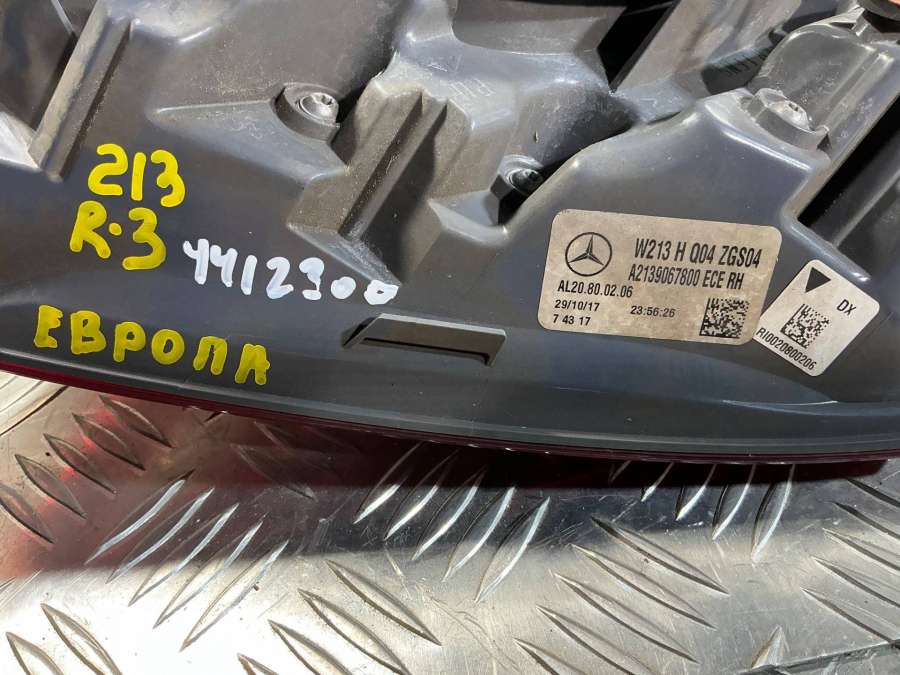 213
R·3
4412300
ЕВРОПА
W213 H Q04 ZGS04
A2139067800 ECE RH
AL20.80.02.06
29/10/17 23:56:26
7 43 17
DX
RI0020800206